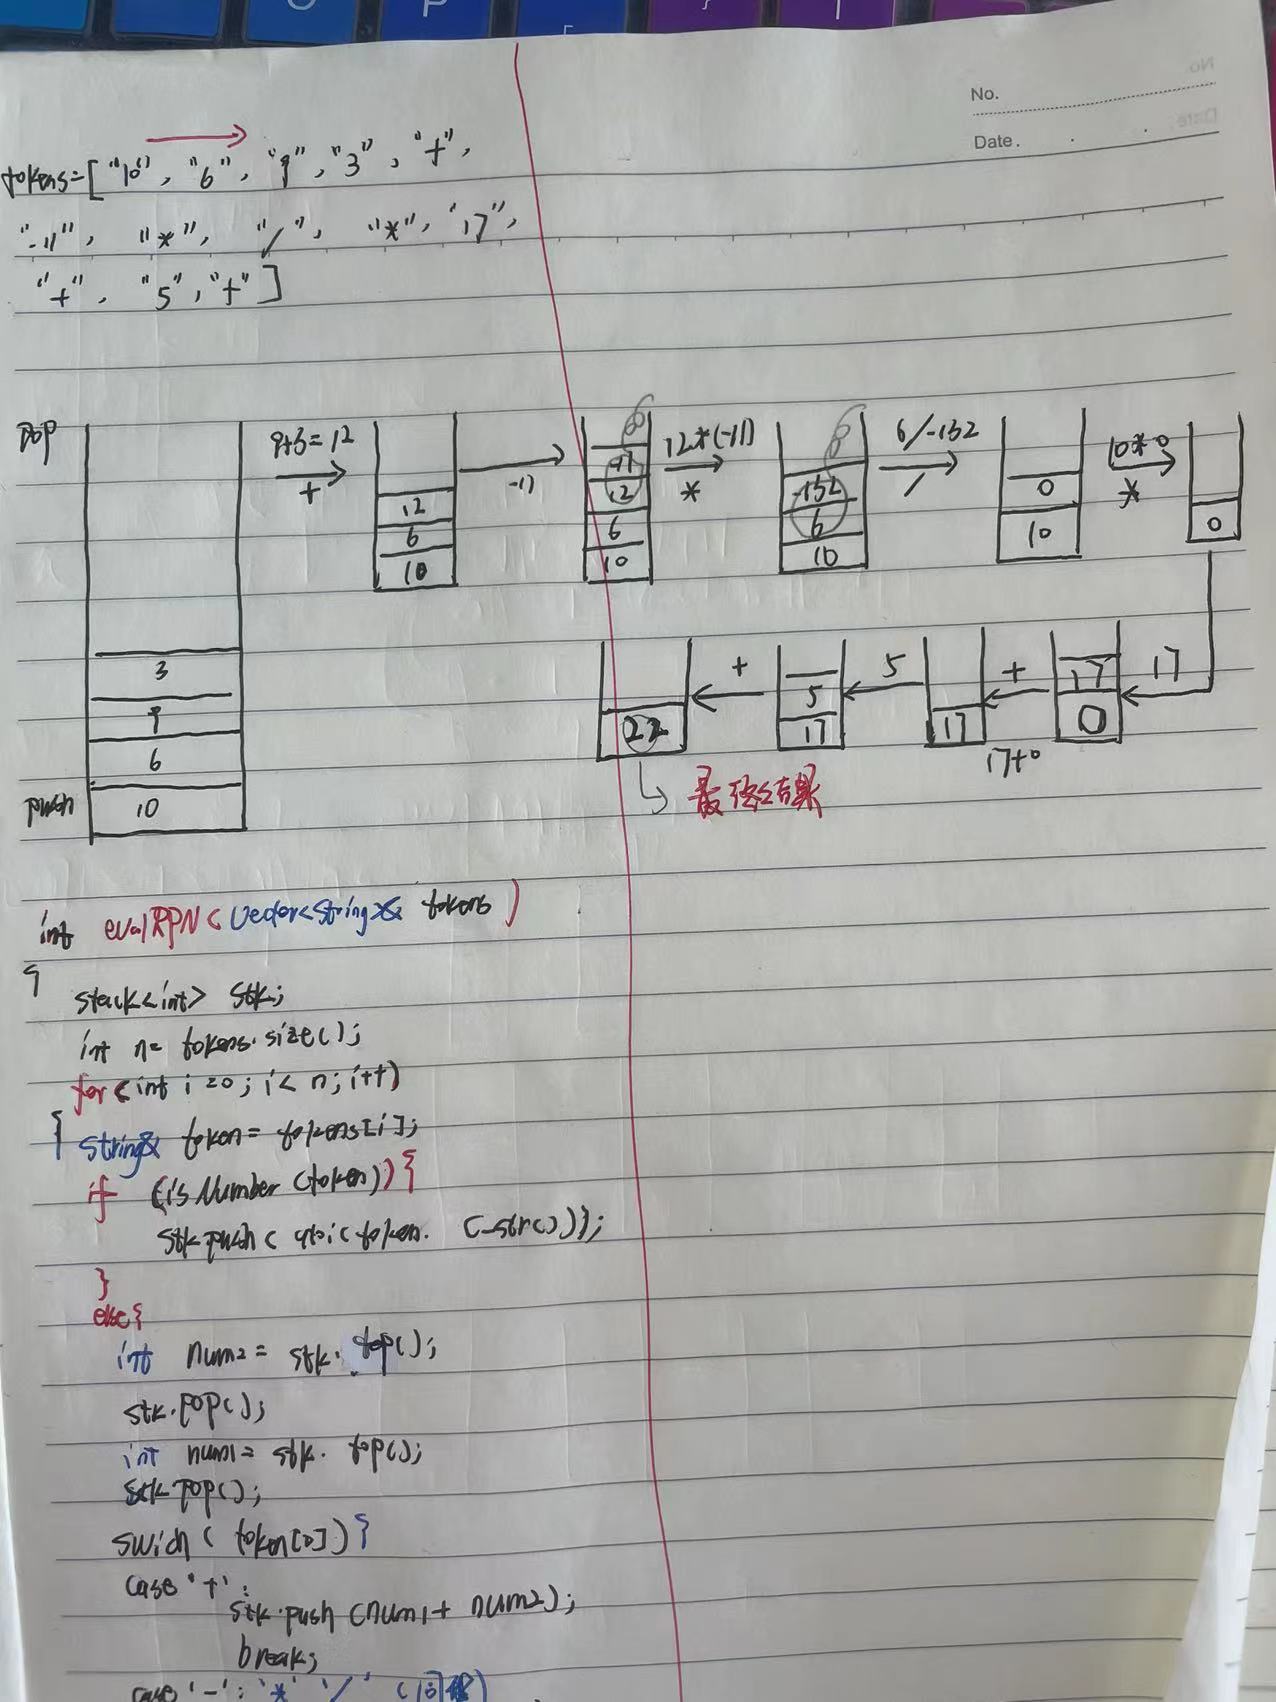 No.
Date.
tokens=["10", "6", "9", "3", "+",
"-11", "*", "/", "*", "17",
"+", "5", "+"]
pop
9+3=12
+
-11
12*(-11)
*
6/-132
/
10*0
*
12
6
10
-11
12
6
10
-132
6
10
0
10
0
3
9
6
10
push
17
17
0
+
17+0
17
5
5
17
+
22
最终结果
int evalRPN(vector<string>& tokens)
{
stack<int> stk;
int n= tokens.size();
for(int i=0; i<n; i++)
{ string& token= tokens[i];
if (isNumber(token)){
stk.push(atoi(token.c_str()));
}
else{
int num2= stk.top();
stk.pop();
int num1= stk.top();
stk.pop();
swich(token[0]){
case '+':
stk.push(num1+num2);
break;
case '-': '*' '/'